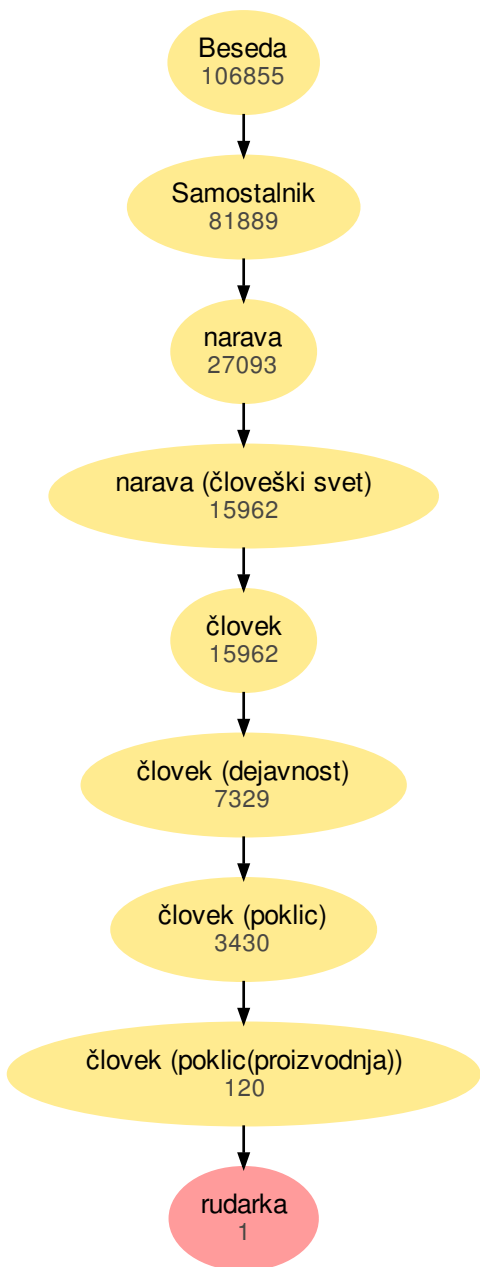 Beseda
106855
Samostalnik
81889
narava
27093
narava (človeški svet)
15962
človek
15962
človek (dejavnost)
7329
človek (poklic)
3430
človek (poklic(proizvodnja))
120
rudarka
1